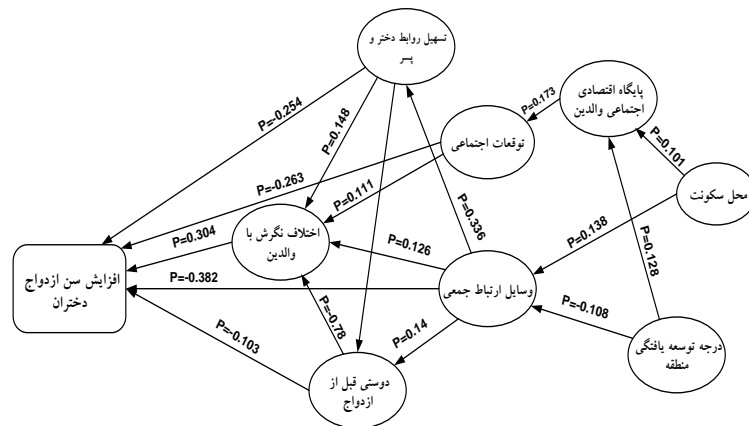 تسهیل روابط دختر و
پسر
پایگاه اقتصادی
اجتماعی والدین
P=0.173
P=-0.254
P=0.148
توقعات اجتماعی
P=0.101
محل سکونت
P=-0.263
P=0.111
P=0.304
اختلاف نگرش با
والدین
P=0.336
P=0.138
P=0.126
P=0.128
افزایش سن ازدواج
دختران
P=-0.382
وسایل ارتباط جمعی
P=-0.108
P=-0.78
P=0.14
P=-0.103
درجه توسعه یافتگی
منطقه
دوستی قبل از
ازدواج